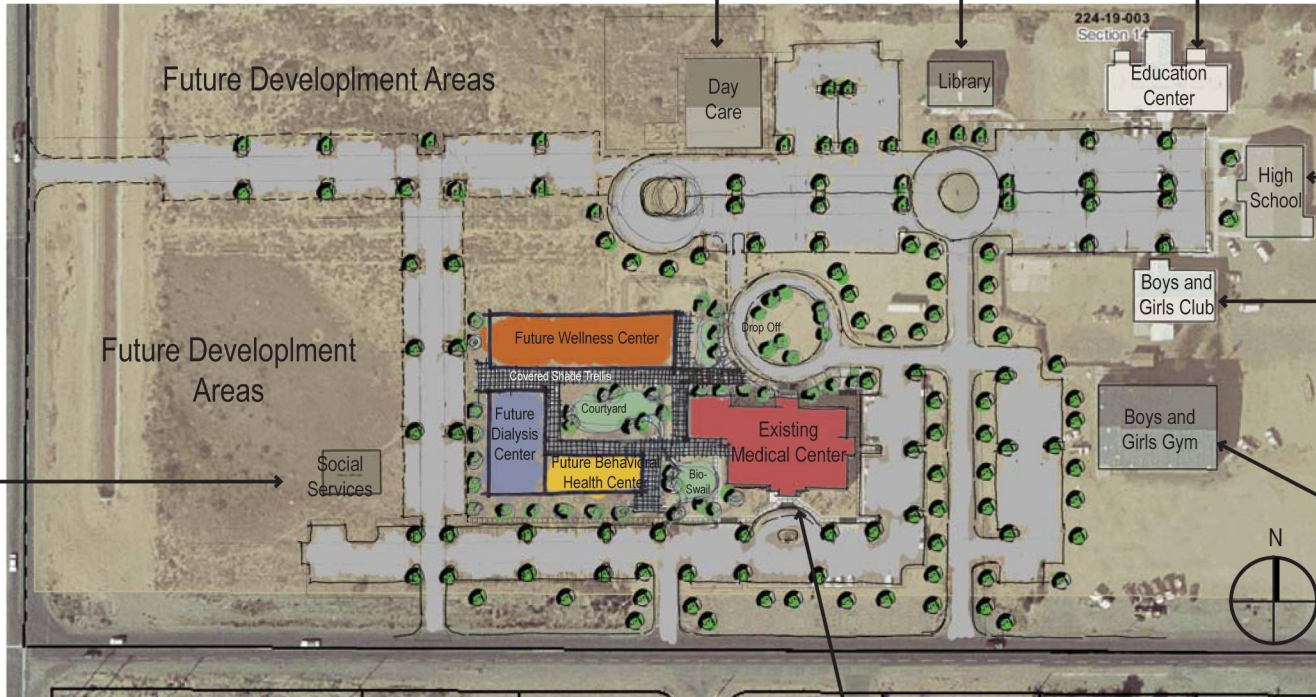 224-19-003
Section 14
Future Developlment Areas
Day
Care
Library
Education
Center
High
School
Boys and
Girls Club
Drop Off
Future Wellness Center
Future Developlment
Areas
Covered Shade Trellis
Courtyard
Future
Dialysis
Center
Existing
Medical Center
Boys and
Girls Gym
Social
Services
Future Behavioral
Health Center
Bio-
Swail
N